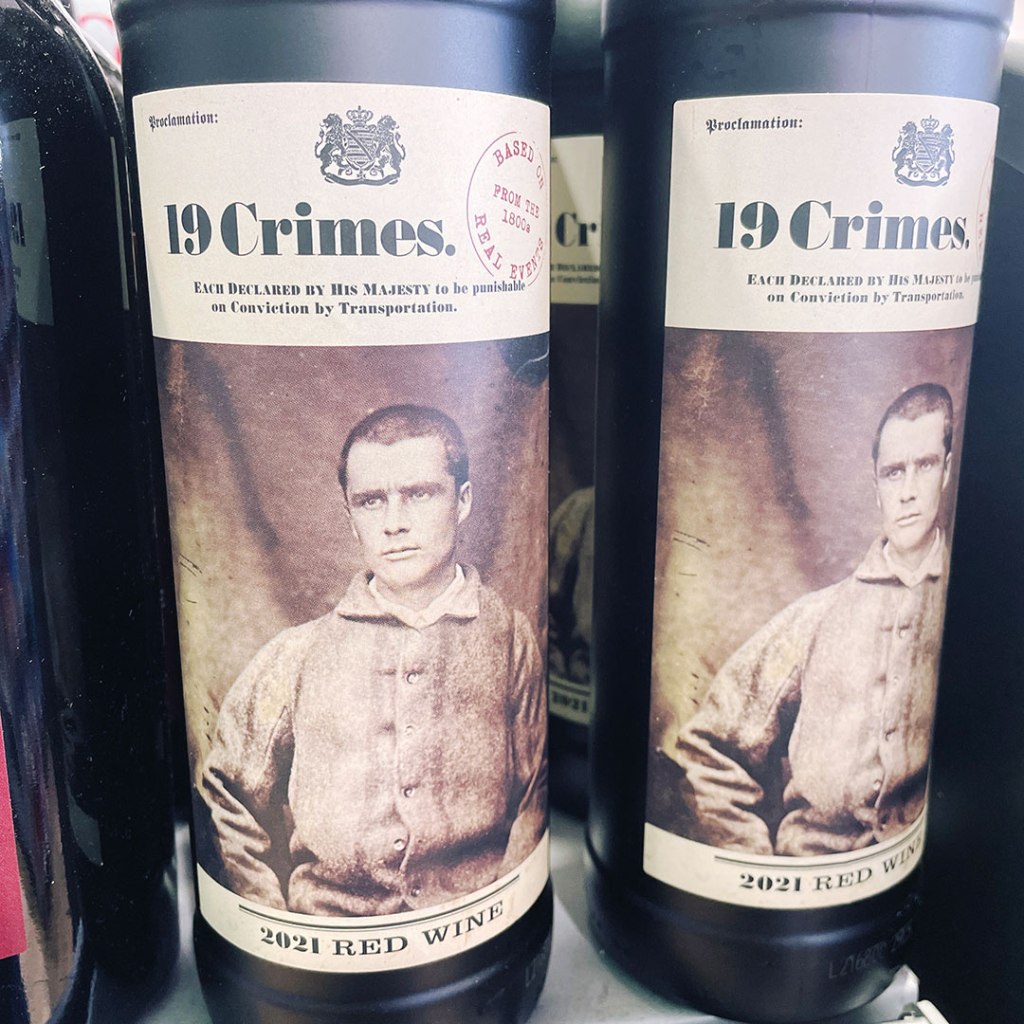 Proclamation:
19 Crimes.
BASED ON
REAL EVENTS
FROM THE
1800s
EACH DECLARED BY HIS MAJESTY to be punishable
on Conviction by Transportation.
2021 RED WINE
Cr
2021
Proclamation:
19 Crimes.
EACH DECLARED BY HIS MAJESTY to be
on Conviction by Transportation.
2021 RED WINE